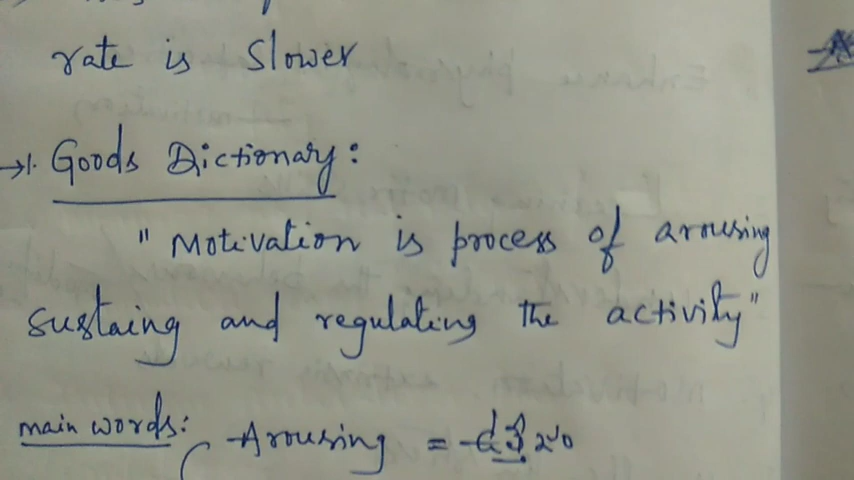 rate is slower
→1. Goods Dictionary:
" Motivation is process of arousing
sustaing and regulating the activity"
main words: Arousing =